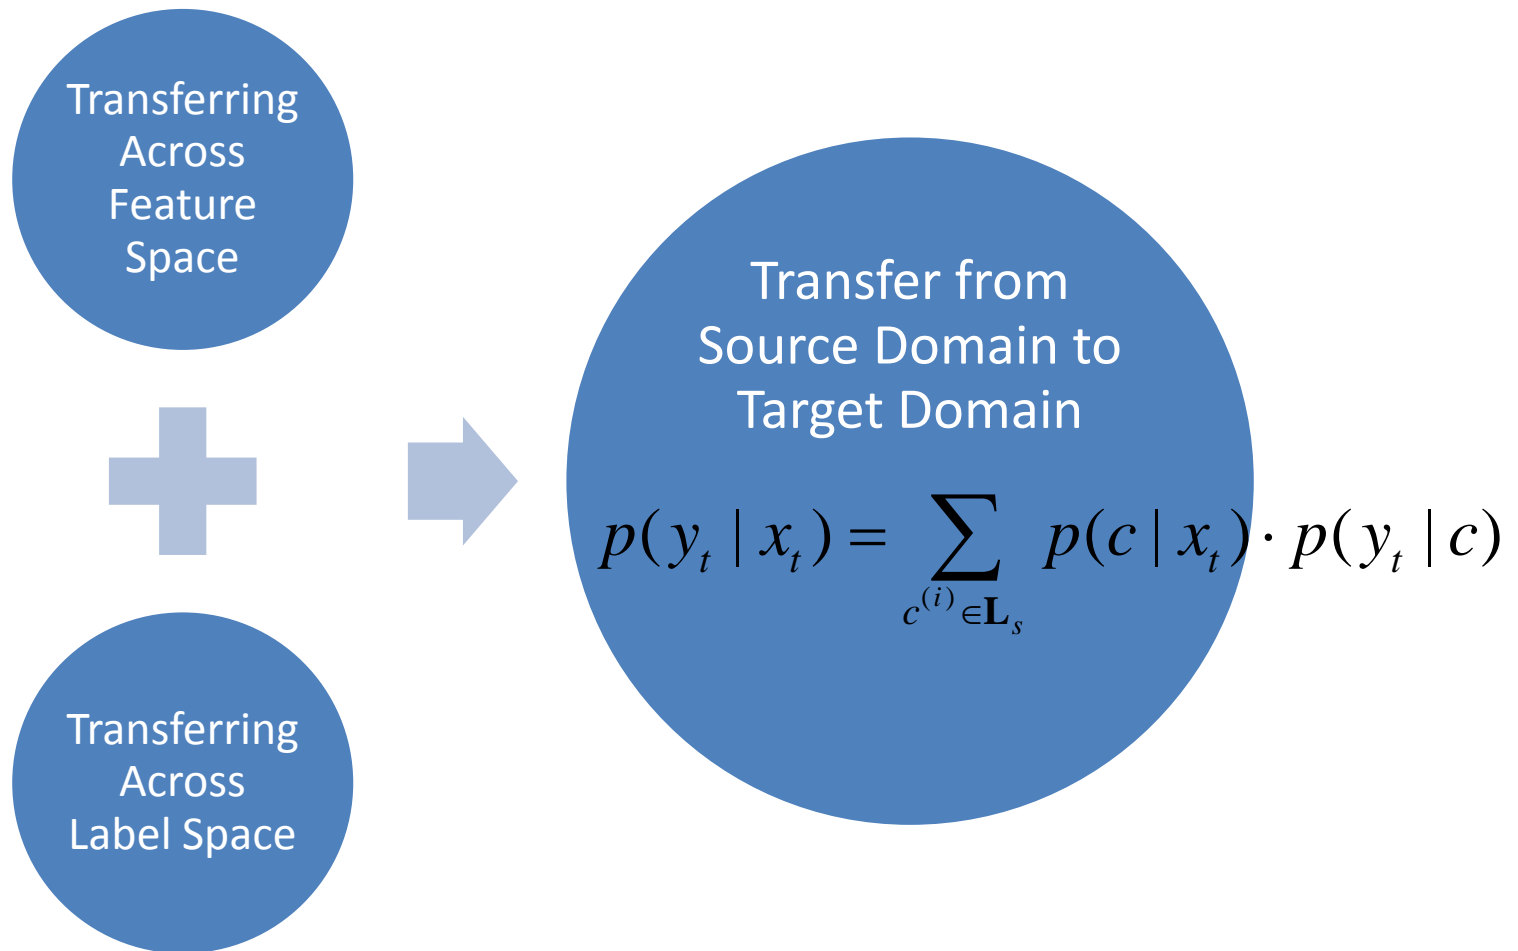 Transferring
Across
Feature
Space
Transferring
Across
Label Space
Transfer from
Source Domain to
Target Domain
p(y_t | x_t) = ∑_{c^{(i)} ∈ L_s} p(c | x_t) · p(y_t | c)